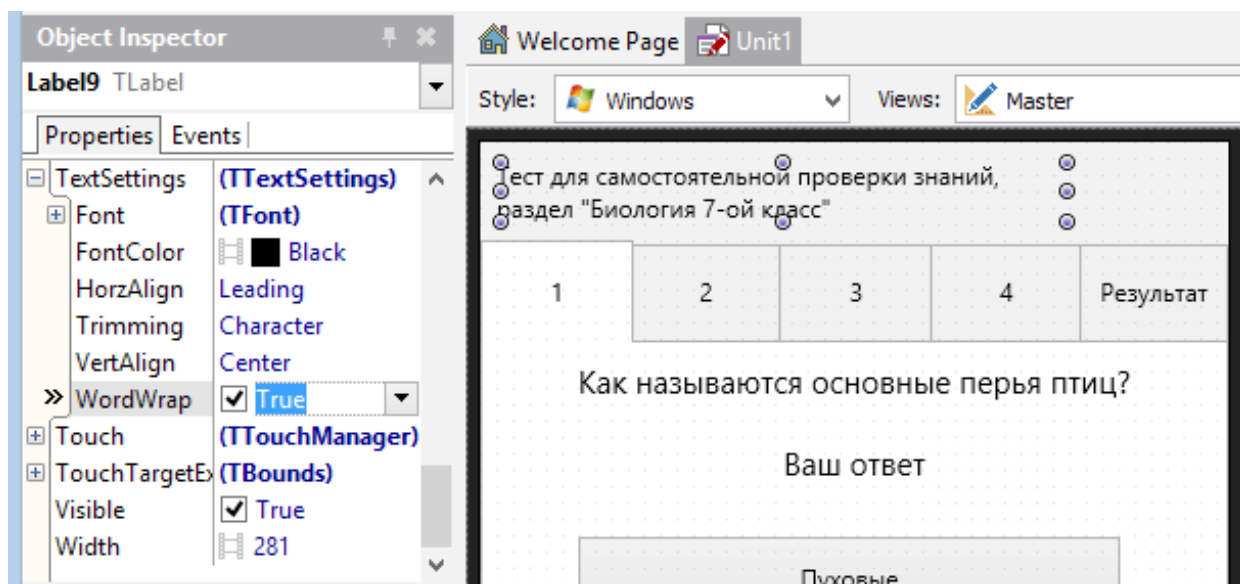 Object Inspector
Label9 TLabel
Properties Events
TextSettings (TTextSettings)
Font (TFont)
FontColor Black
HorzAlign Leading
Trimming Character
VertAlign Center
WordWrap True
Touch (TTouchManager)
TouchTargetEx (TBounds)
Visible True
Width 281
Welcome Page Unit1
Style: Windows Views: Master
Тест для самостоятельной проверки знаний,
раздел "Биология 7-ой класс"
1 2 3 4 Результат
Как называются основные перья птиц?
Ваш ответ
Пуховые